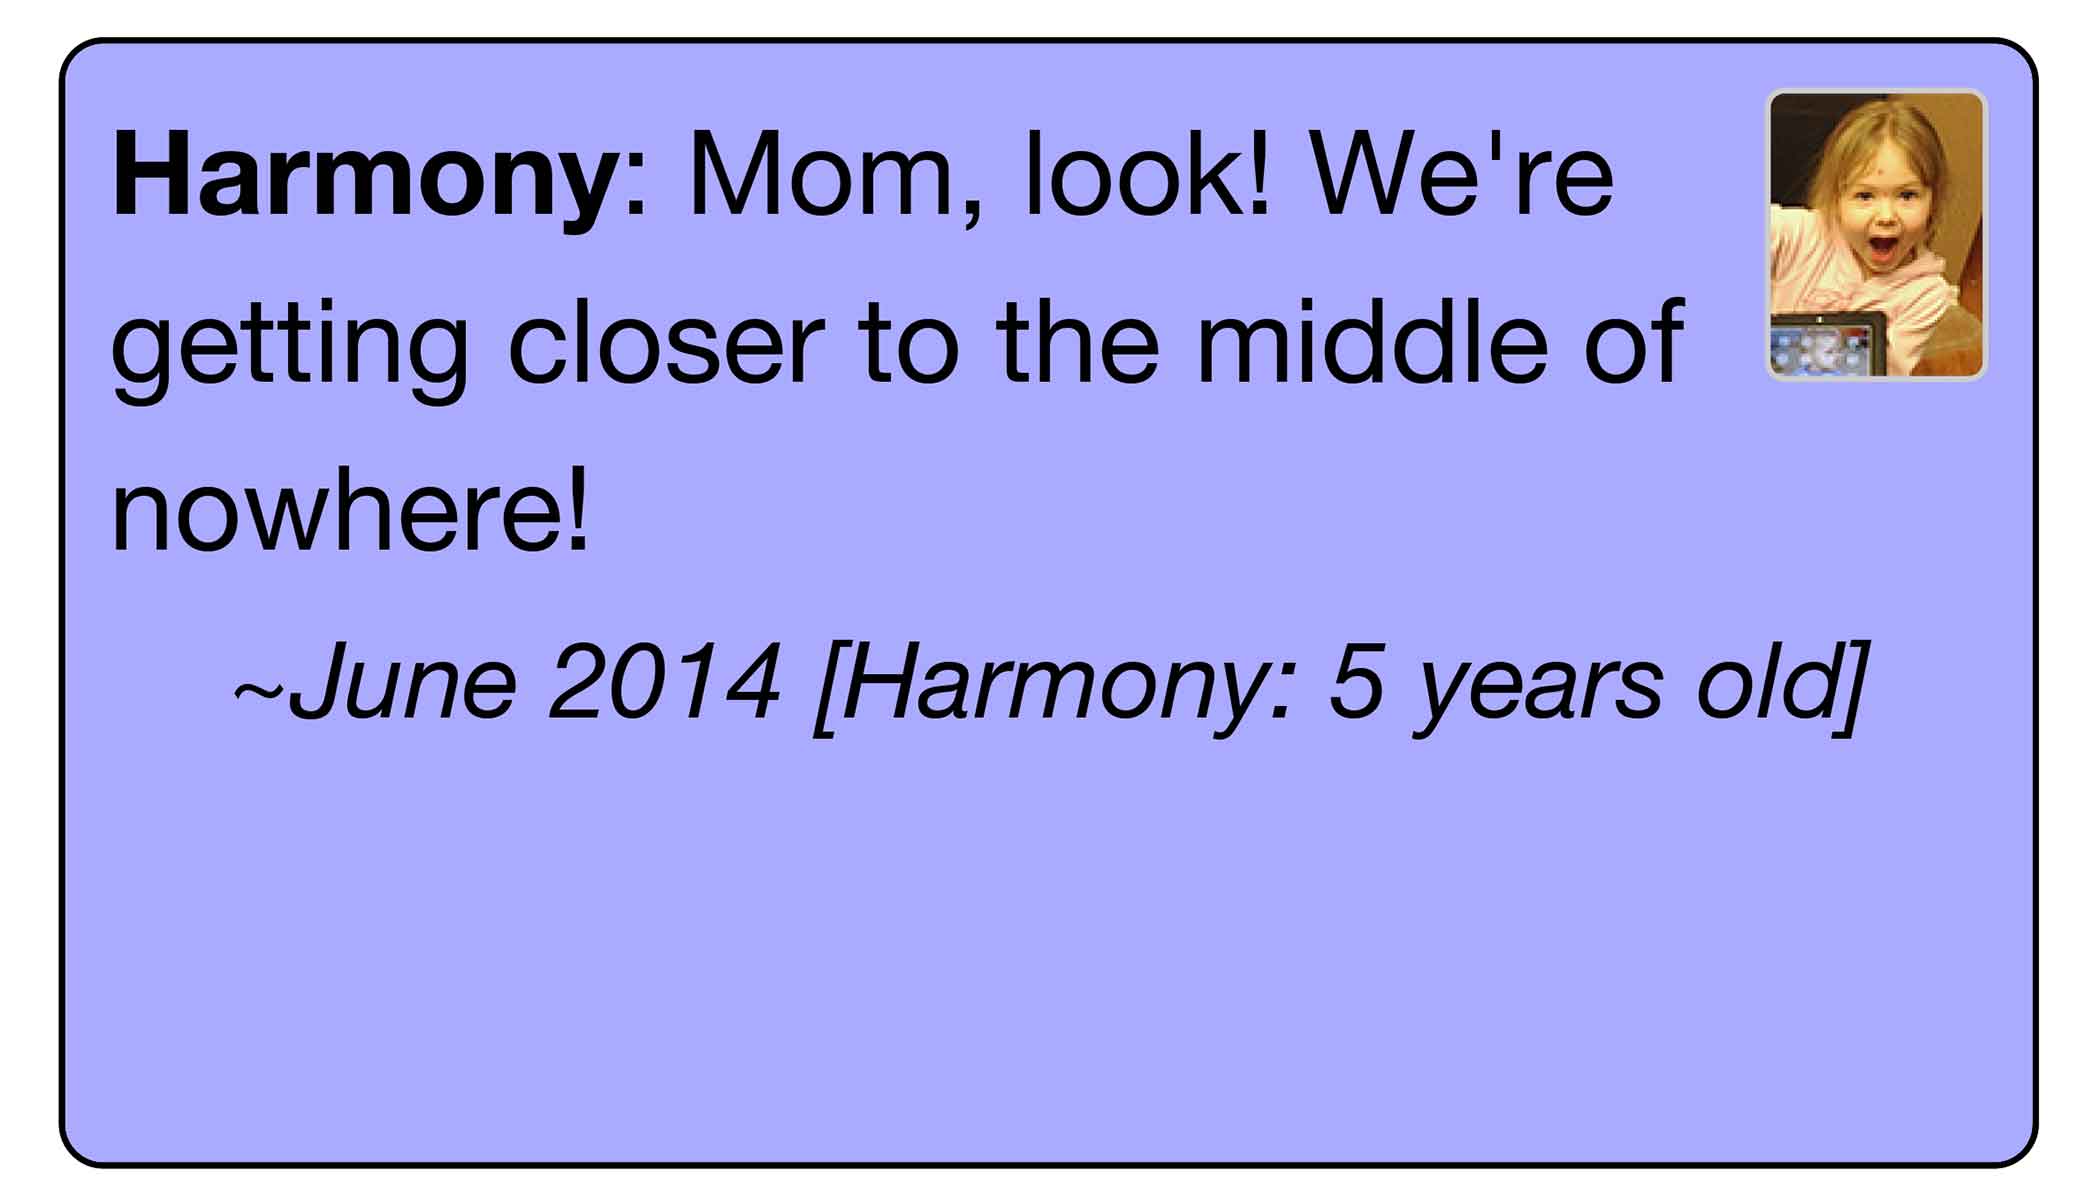 Harmony: Mom, look! We're
getting closer to the middle of
nowhere!
~June 2014 [Harmony: 5 years old]